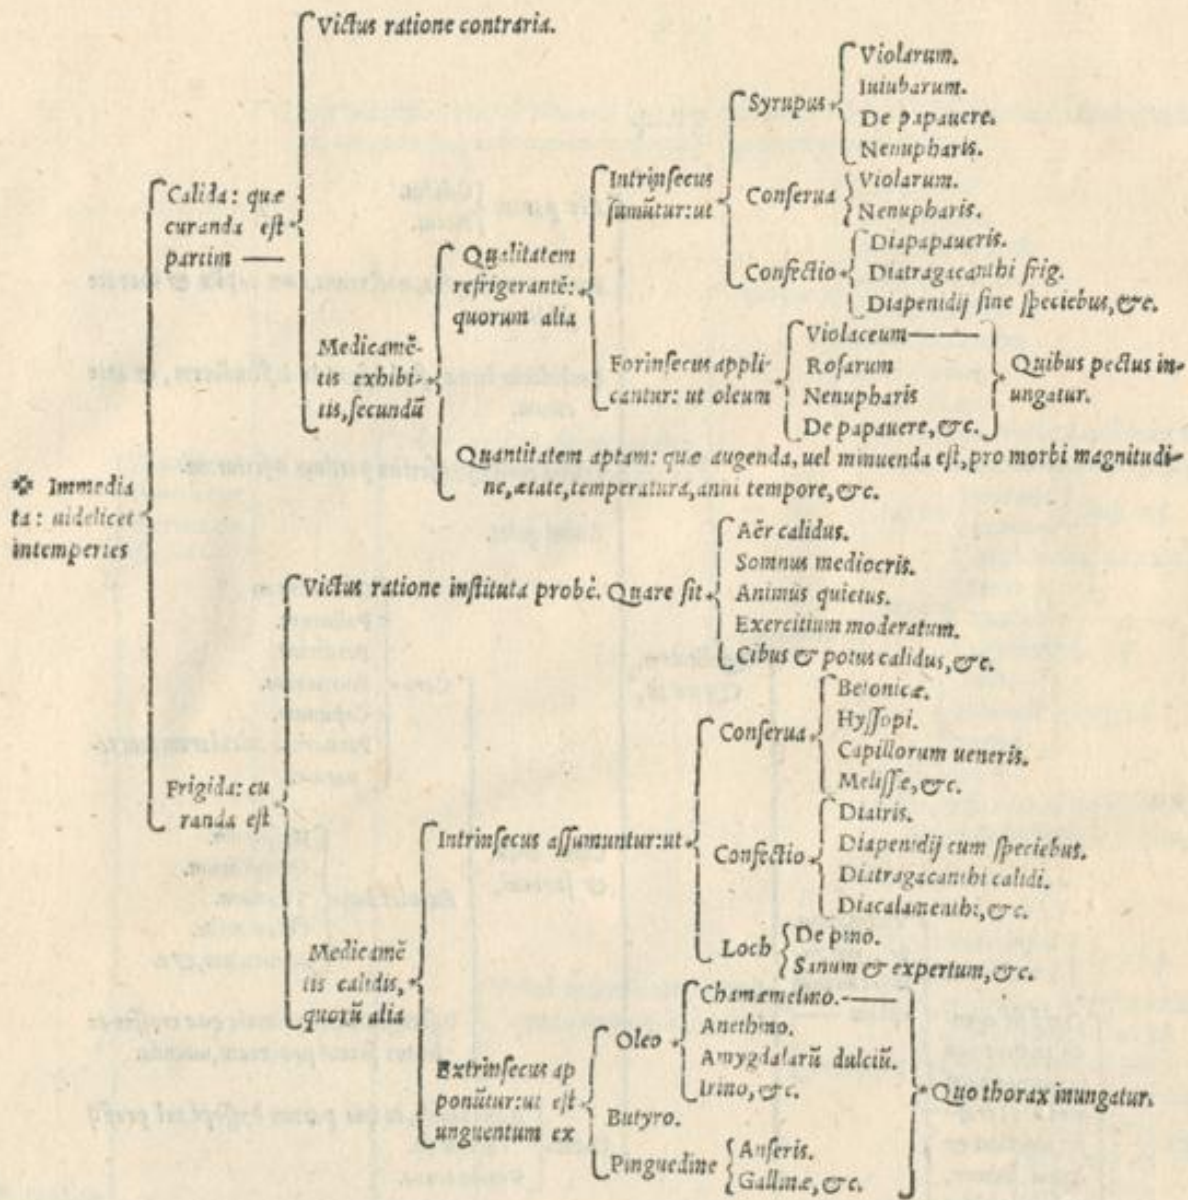 Victus ratione contraria.
Calida: quæ
curanda eſt
partim ——
Medicamẽ-
tis exhibi-
tis, ſecundũ
Qualitatem
refrigerantẽ:
quorum alia
Intrinſecus
ſumũtur: ut
Syrupus
Violarum.
Iuiubarum.
De papauere.
Nenupharis.
Conſerua
Violarum.
Nenupharis.
Confectio
Diapapaueris.
Diatragacanthi frig.
Diapenidij ſine ſpeciebus, &c.
Forinſecus appli-
cantur: ut oleum
Violaceum ——
Roſarum
Nenupharis
De papauere, &c.
Quibus pectus in-
ungatur.
Quantitatem aptam: quæ augenda, uel minuenda eſt, pro morbi magnitudi-
ne, ætate, temperatura, anni tempore, &c.
✥ Immedia
ta: uidelicet
intemperies
Frigida: cu
randa eſt
Victus ratione inſtituta probè. Quare ſit
Aër calidus.
Somnus mediocris.
Animus quietus.
Exercitium moderatum.
Cibus & potus calidus, &c.
Medicamẽ
tis calidis,
quorũ alia
Intrinſecus aſſumuntur: ut
Conſerua
Betonicæ.
Hyſſopi.
Capillorum ueneris.
Meliſſæ, &c.
Confectio
Diairis.
Diapenidij cum ſpeciebus.
Diatragacanthi calidi.
Diacalamenthi, &c.
Loch
De pino.
Sanum & expertum, &c.
Extrinſecus ap
ponũtur: ut eſt
unguentum ex
Oleo
Chamæmelino. ——
Anethino.
Amygdalarũ dulciũ.
Irino, &c.
Butyro.
Pinguedine
Anſeris.
Gallinæ, &c.
Quo thorax inungatur.